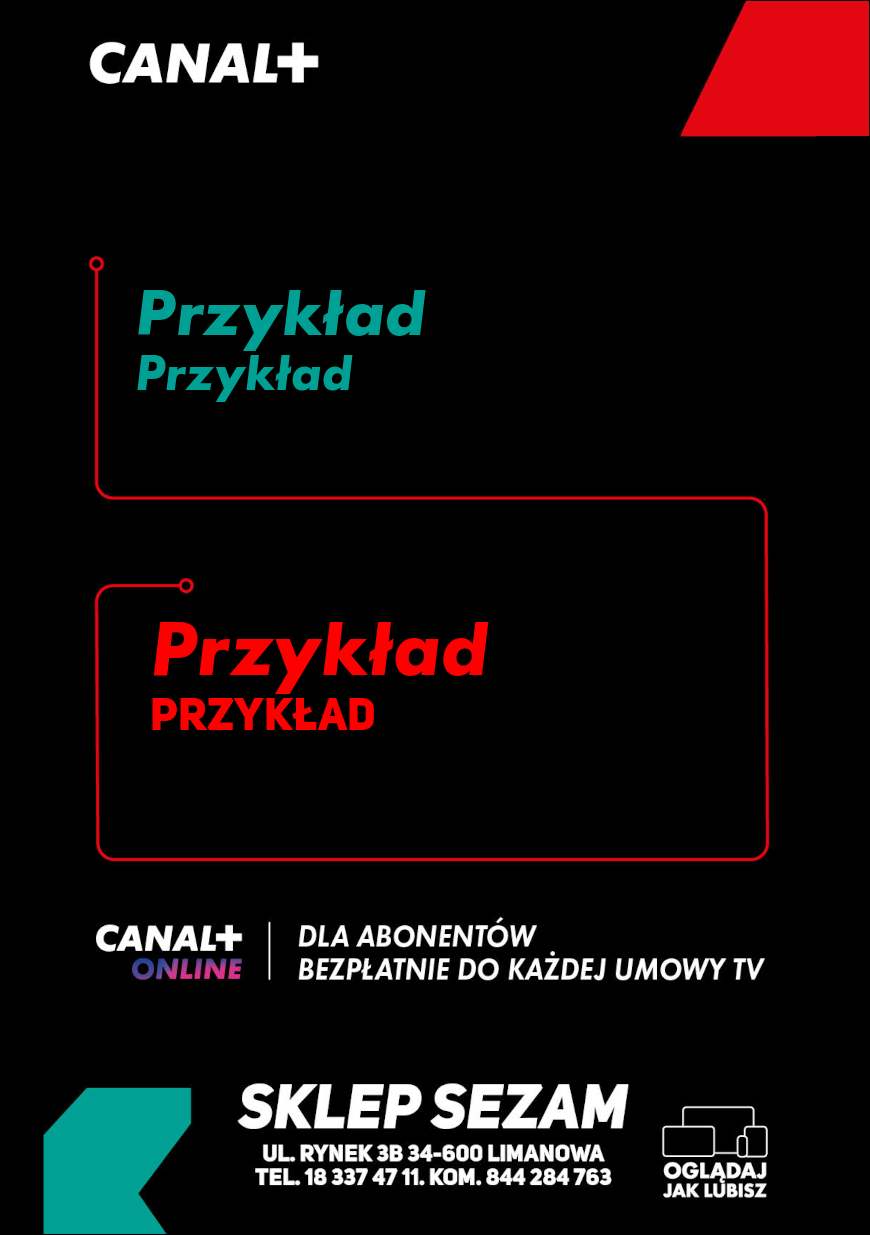 CANAL+
Przykład
Przykład
Przykład
PRZYKŁAD
CANAL+
ONLINE
DLA ABONENTÓW
BEZPŁATNIE DO KAŻDEJ UMOWY TV
SKLEP SEZAM
UL. RYNEK 3B 34-600 LIMANOWA
TEL. 18 337 47 11. KOM. 844 284 763
OGLĄDAJ
JAK LUBISZ